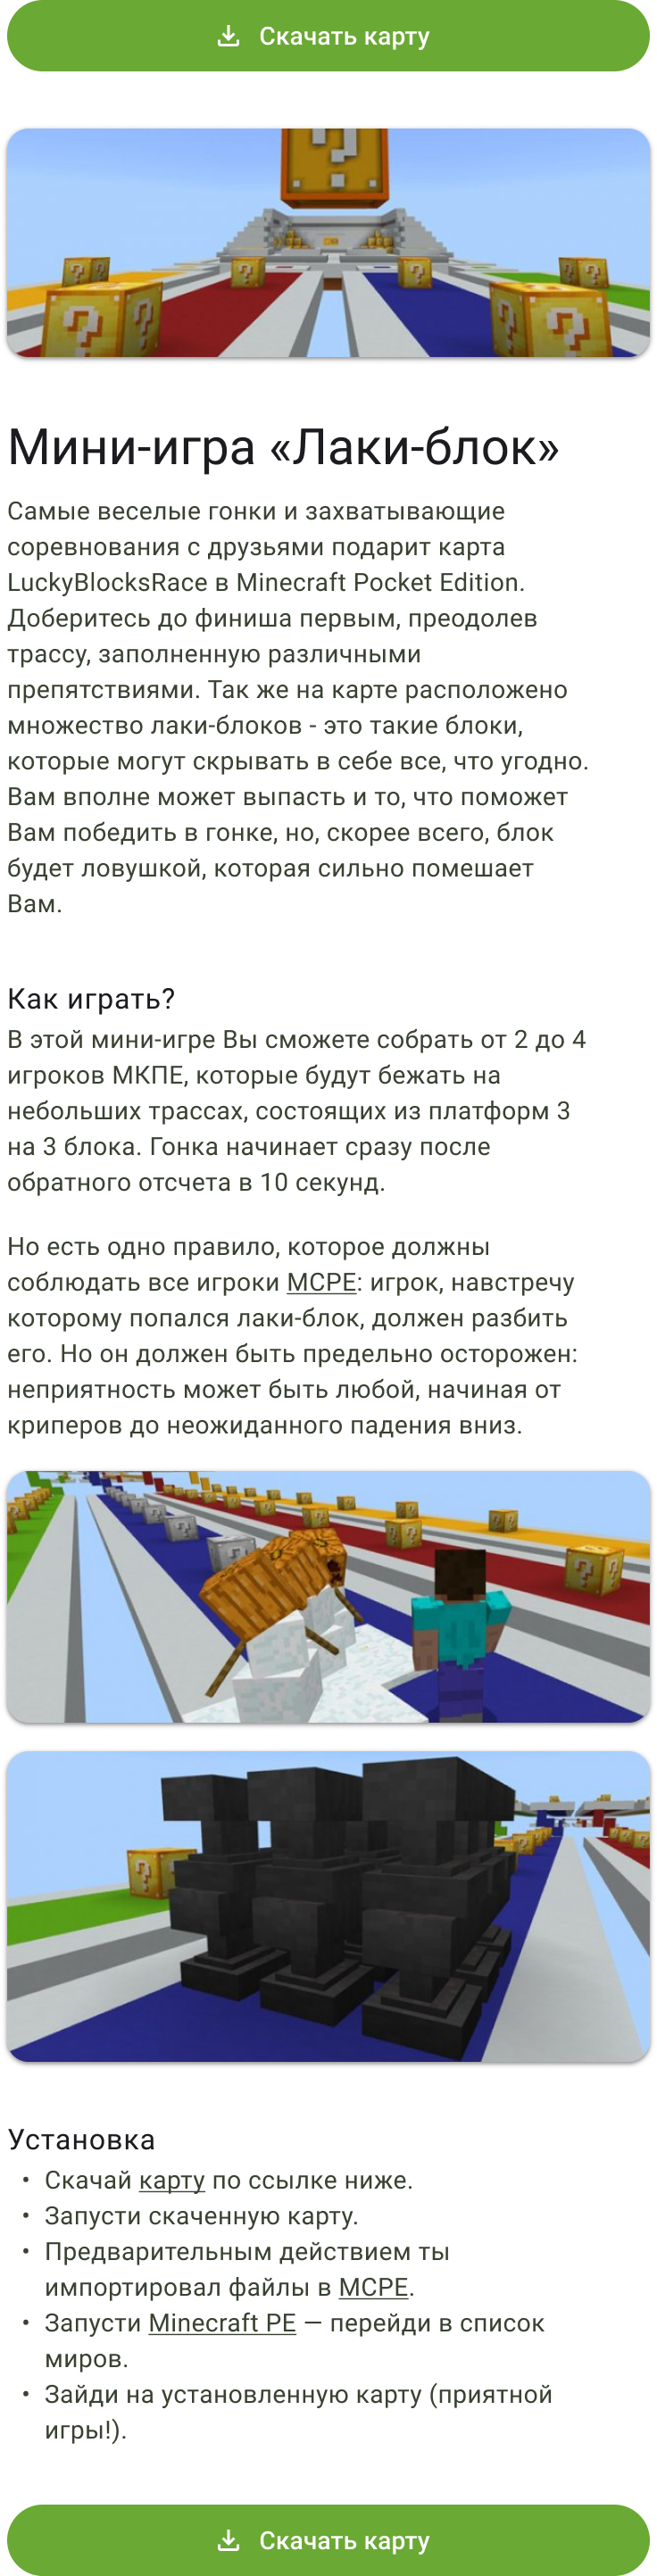 Скачать карту
Мини-игра «Лаки-блок»
Самые веселые гонки и захватывающие
соревнования с друзьями подарит карта
LuckyBlocksRace в Minecraft Pocket Edition.
Доберитесь до финиша первым, преодолев
трассу, заполненную различными
препятствиями. Так же на карте расположено
множество лаки-блоков - это такие блоки,
которые могут скрывать в себе все, что угодно.
Вам вполне может выпасть и то, что поможет
Вам победить в гонке, но, скорее всего, блок
будет ловушкой, которая сильно помешает
Вам.
Как играть?
В этой мини-игре Вы сможете собрать от 2 до 4
игроков МКПЕ, которые будут бежать на
небольших трассах, состоящих из платформ 3
на 3 блока. Гонка начинает сразу после
обратного отсчета в 10 секунд.
Но есть одно правило, которое должны
соблюдать все игроки MCPE: игрок, навстречу
которому попался лаки-блок, должен разбить
его. Но он должен быть предельно осторожен:
неприятность может быть любой, начиная от
криперов до неожиданного падения вниз.
Установка
• Скачай карту по ссылке ниже.
• Запусти скаченную карту.
• Предварительным действием ты
импортировал файлы в MCPE.
• Запусти Minecraft PE — перейди в список
миров.
• Зайди на установленную карту (приятной
игры!).
Скачать карту